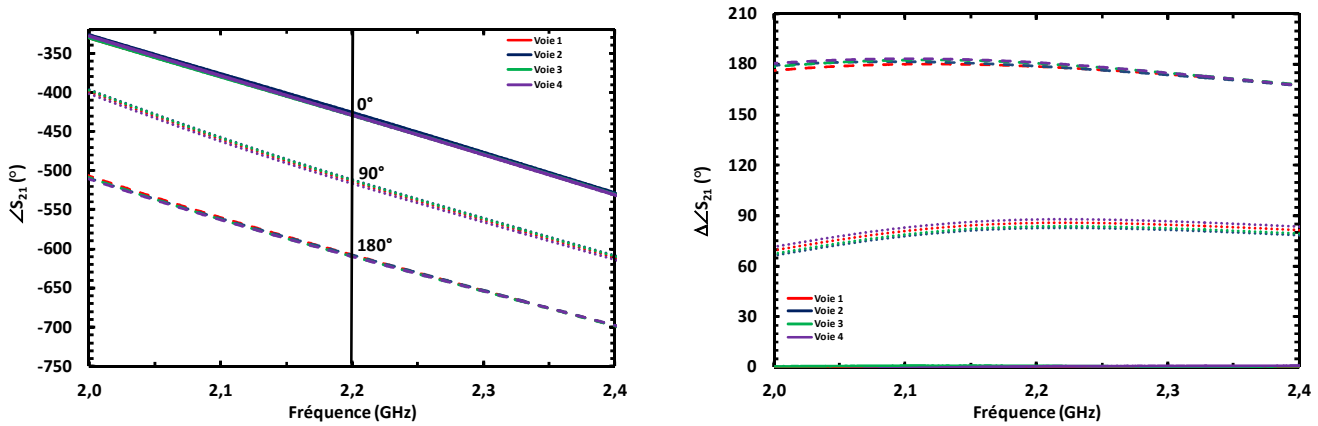 -350
-400
-450
-500
-550
-600
-650
-700
-750
∠S21 (°)
Voie 1
Voie 2
Voie 3
Voie 4
0°
90°
180°
2,0
2,1
2,2
2,3
2,4
Fréquence (GHz)
210
180
150
120
90
60
30
0
Δ∠S21 (°)
Voie 1
Voie 2
Voie 3
Voie 4
2,0
2,1
2,2
2,3
2,4
Fréquence (GHz)